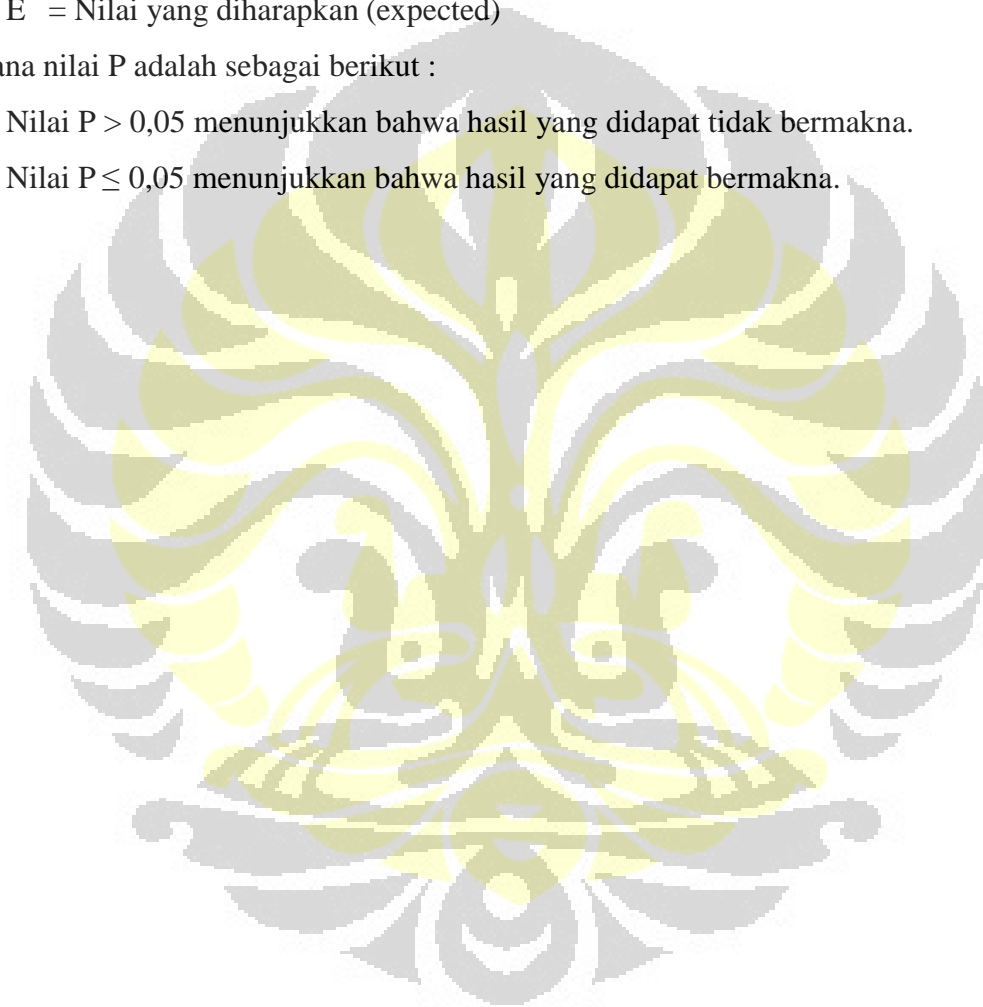 E = Nilai yang diharapkan (expected)
ana nilai P adalah sebagai berikut :
Nilai P > 0,05 menunjukkan bahwa hasil yang didapat tidak bermakna.
Nilai P ≤ 0,05 menunjukkan bahwa hasil yang didapat bermakna.